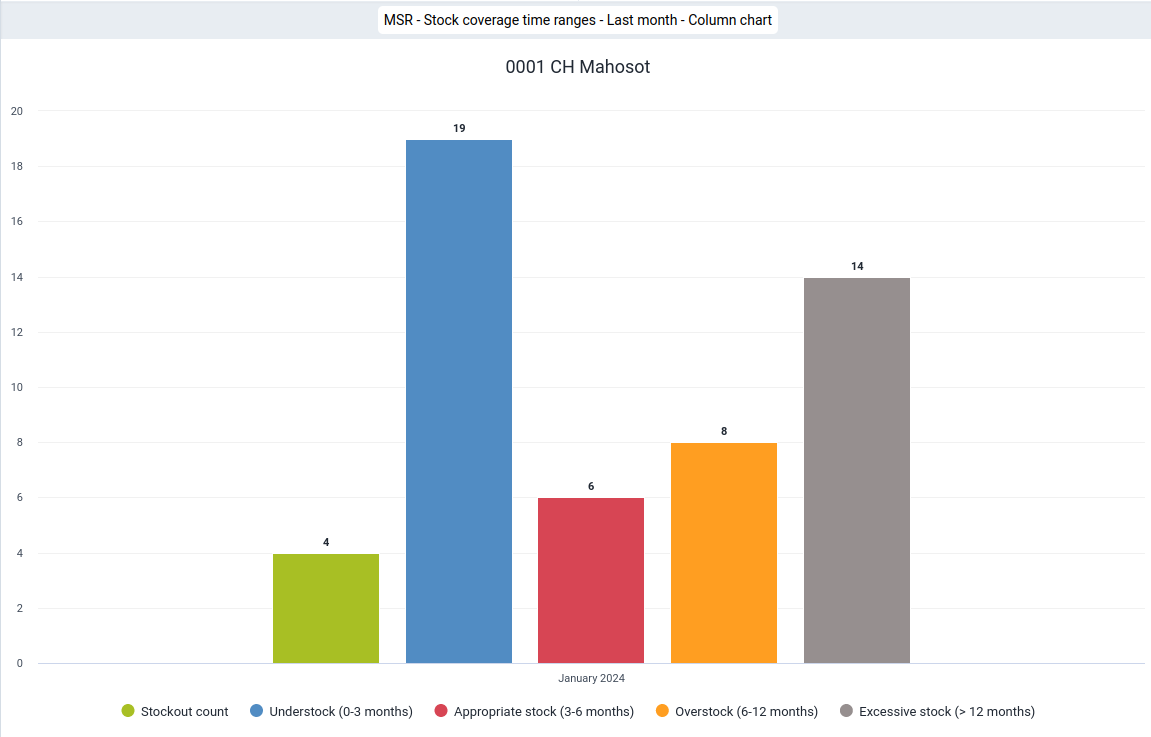 MSR - Stock coverage time ranges - Last month - Column chart
0001 CH Mahosot
20
18
16
14
12
10
8
6
4
2
0
4
19
6
8
14
January 2024
Stockout count
Understock (0-3 months)
Appropriate stock (3-6 months)
Overstock (6-12 months)
Excessive stock (> 12 months)